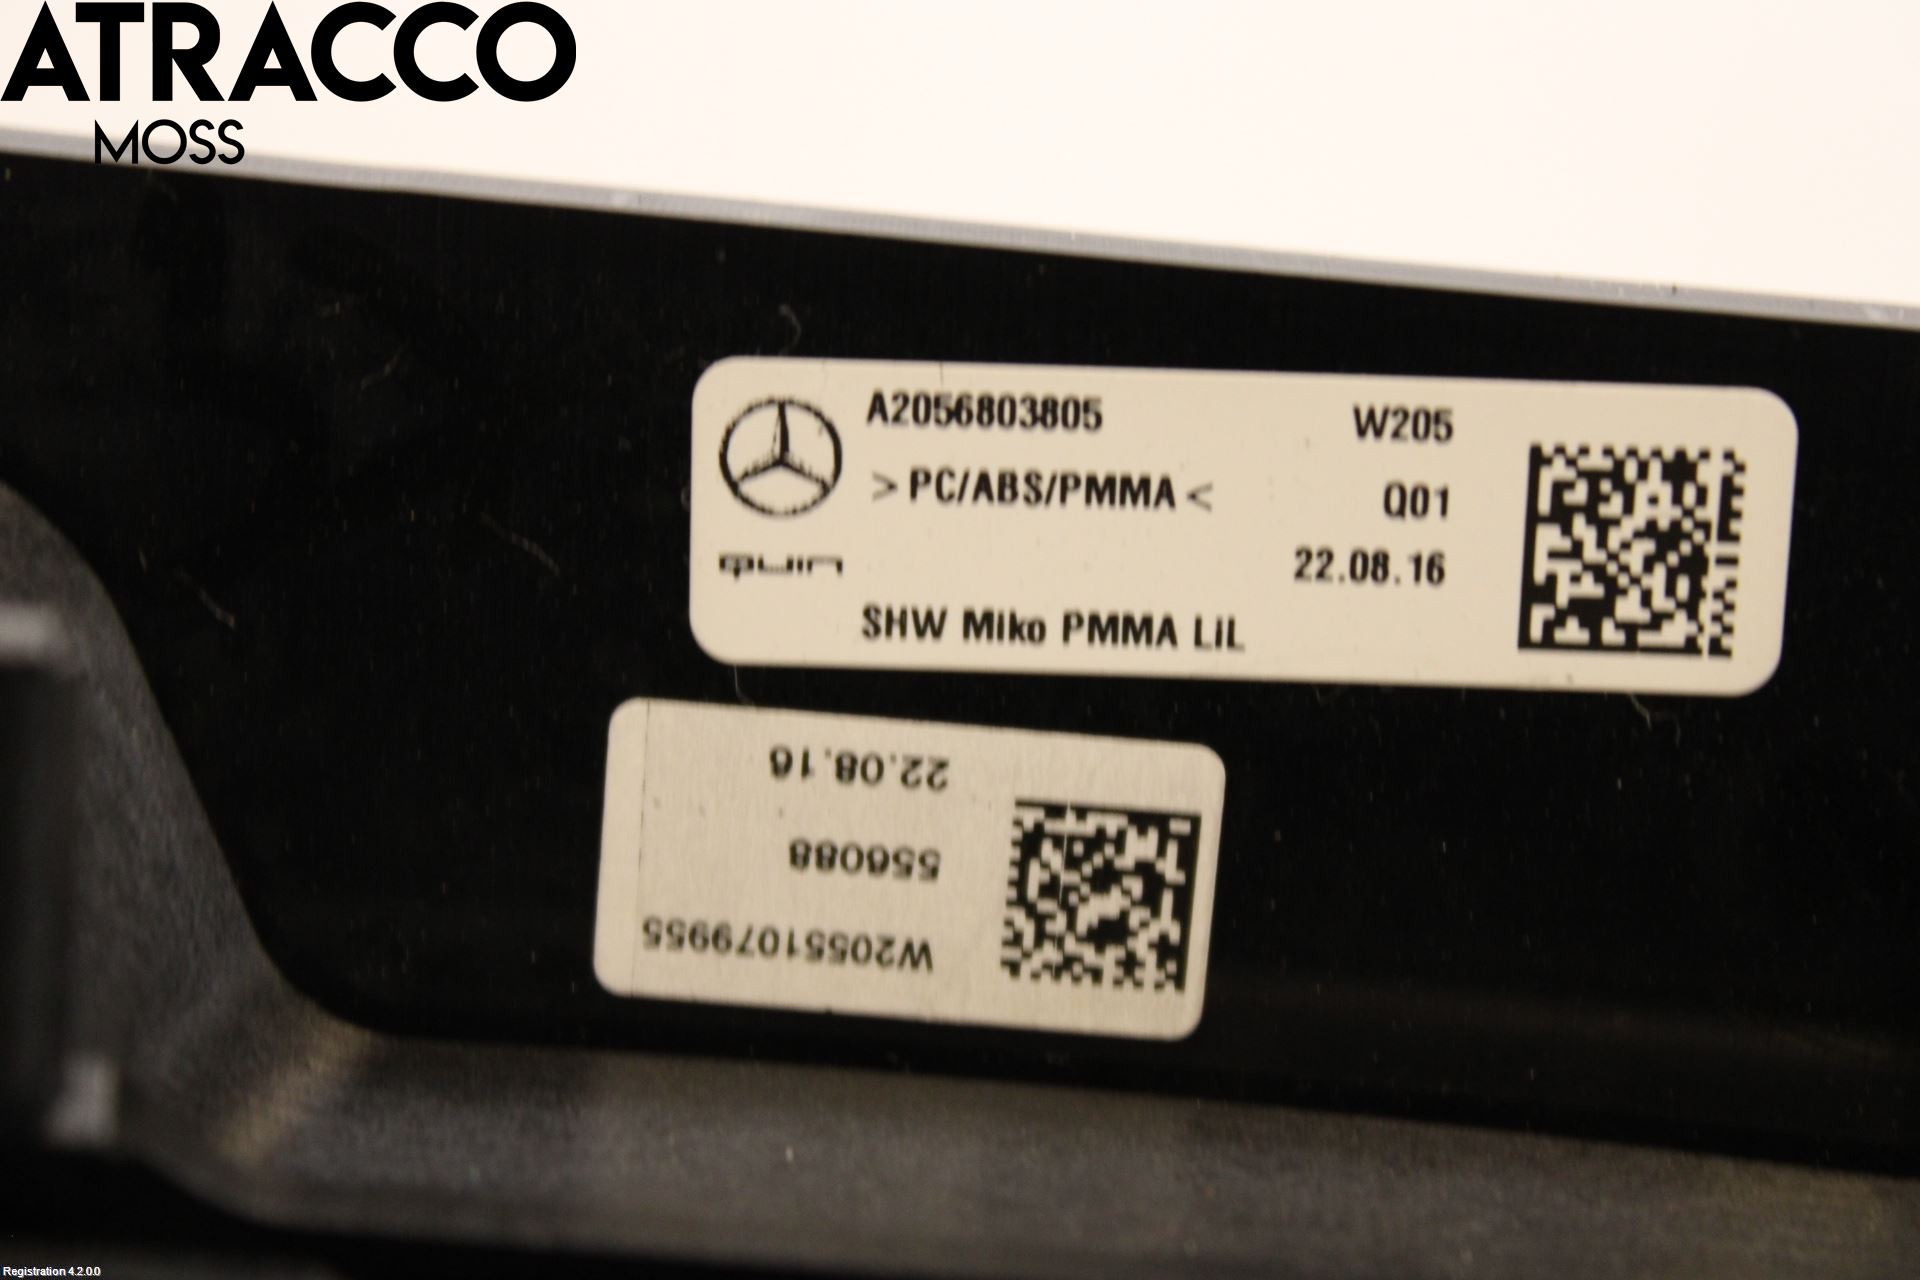 ATRACCO
MOSS
A2056803805 W205
>PC/ABS/PMMA< Q01
quin 22.08.16
SHW Miko PMMA LiL
22.08.16
556088
W20551079955
Registration 4.2.0.0